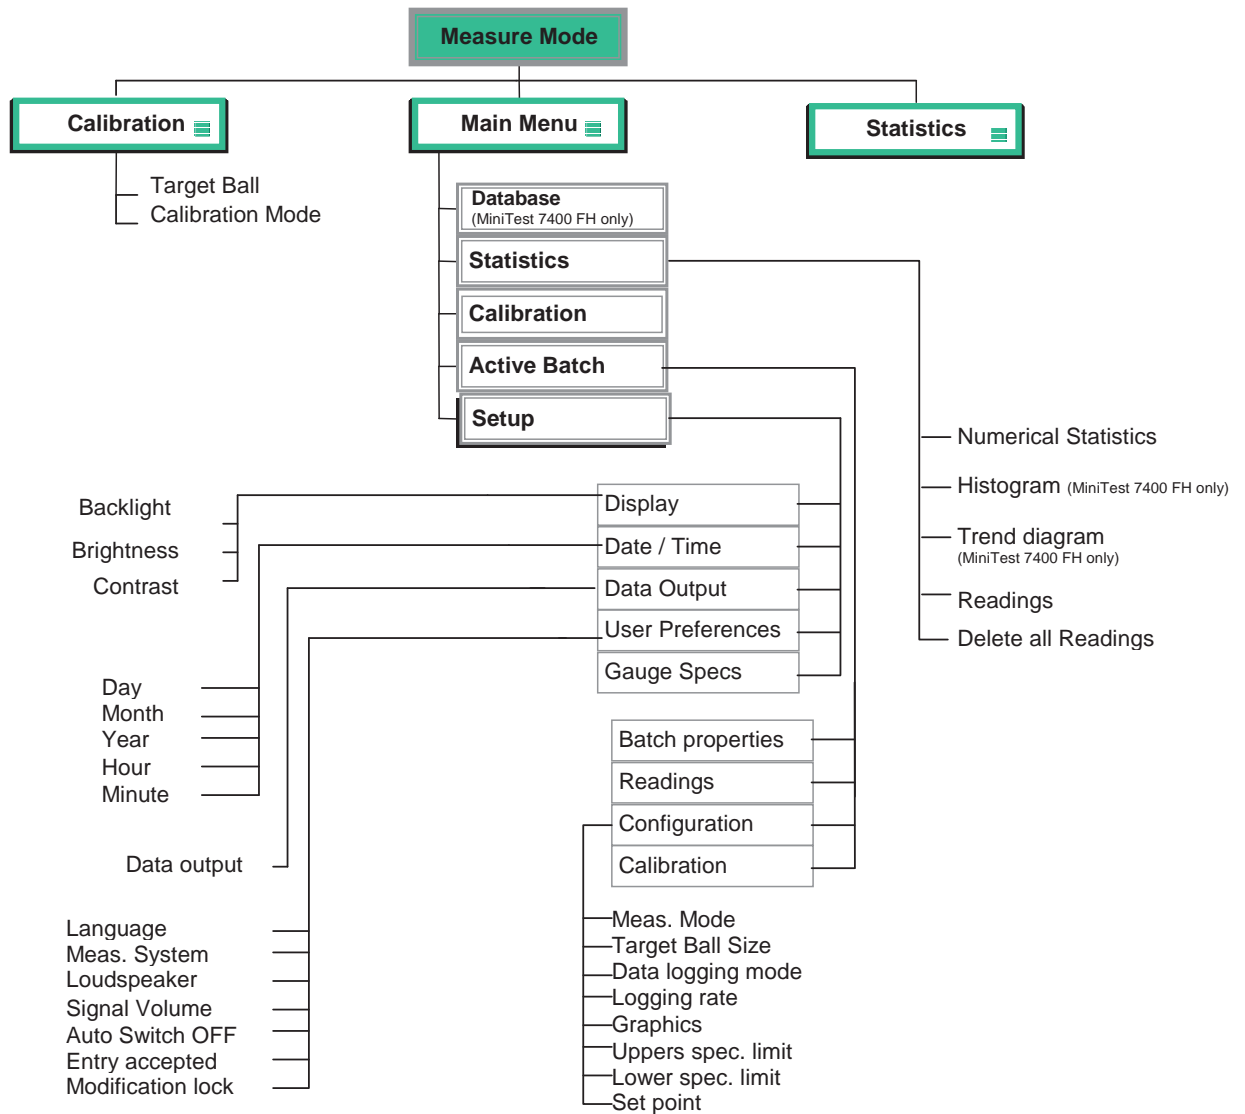 Measure Mode
Calibration
Main Menu
Statistics
Target Ball
Calibration Mode
Database
(MiniTest 7400 FH only)
Statistics
Calibration
Active Batch
Setup
Numerical Statistics
Histogram (MiniTest 7400 FH only)
Trend diagram
(MiniTest 7400 FH only)
Readings
Delete all Readings
Display
Date / Time
Data Output
User Preferences
Gauge Specs
Backlight
Brightness
Contrast
Day
Month
Year
Hour
Minute
Data output
Language
Meas. System
Loudspeaker
Signal Volume
Auto Switch OFF
Entry accepted
Modification lock
Batch properties
Readings
Configuration
Calibration
Meas. Mode
Target Ball Size
Data logging mode
Logging rate
Graphics
Uppers spec. limit
Lower spec. limit
Set point